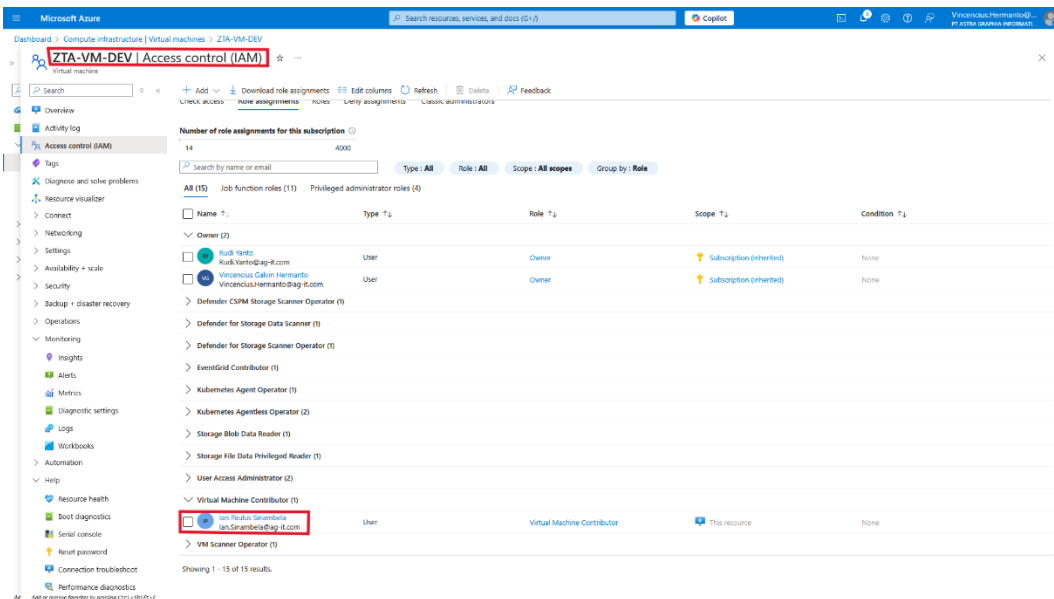 Microsoft Azure
Search resources, services, and docs (G+/)
Copilot
Vincencius.Hermanto@...
PT ASTRA GRAPHIA INFORMATI...
Dashboard > Compute infrastructure | Virtual machines > ZTA-VM-DEV
ZTA-VM-DEV | Access control (IAM)
Virtual machine
Search
Add
Download role assignments
Edit columns
Refresh
Delete
Feedback
Check access
Role assignments
Roles
Deny assignments
Classic administrators
Overview
Activity log
Access control (IAM)
Tags
Diagnose and solve problems
Resource visualizer
Connect
Networking
Settings
Availability + scale
Security
Backup + disaster recovery
Operations
Monitoring
Insights
Alerts
Metrics
Diagnostic settings
Logs
Workbooks
Automation
Help
Resource health
Boot diagnostics
Serial console
Reset password
Connection troubleshoot
Performance diagnostics
Add or remove favorites by pressing Ctrl+Shift+F
Number of role assignments for this subscription
14 4000
Search by name or email
Type : All
Role : All
Scope : All scopes
Group by : Role
All (15)
Job function roles (11)
Privileged administrator roles (4)
Name Type Role Scope Condition
Owner (2)
Rudi Yanto
Rudi.Yanto@ag-it.com
User Owner Subscription (Inherited) None
Vincencius Galvin Hermanto
Vincencius.Hermanto@ag-it.com
User Owner Subscription (Inherited) None
Defender CSPM Storage Scanner Operator (1)
Defender for Storage Data Scanner (1)
Defender for Storage Scanner Operator (1)
EventGrid Contributor (1)
Kubernetes Agent Operator (1)
Kubernetes Agentless Operator (2)
Storage Blob Data Reader (1)
Storage File Data Privileged Reader (1)
User Access Administrator (2)
Virtual Machine Contributor (1)
Ian Paulus Sinambela
Ian.Sinambela@ag-it.com
User Virtual Machine Contributor This resource None
VM Scanner Operator (1)
Showing 1 - 15 of 15 results.